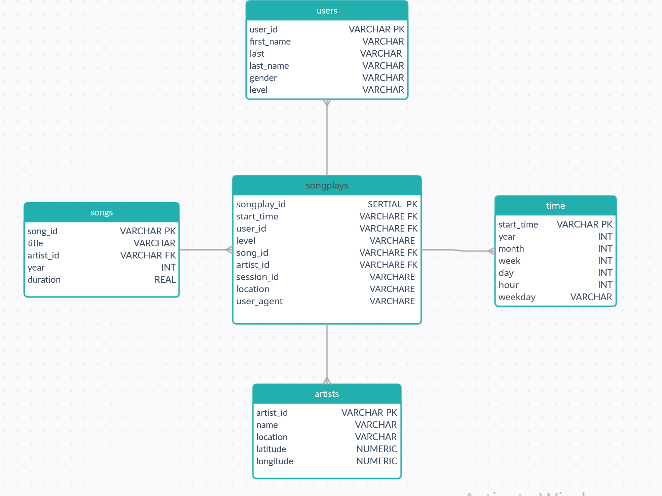 users
user_id VARCHAR PK
first_name VARCHAR
last VARCHAR
last_name VARCHAR
gender VARCHAR
level VARCHAR
songplays
songplay_id SERTIAL PK
start_time VARCHARE FK
user_id VARCHARE FK
level VARCHARE
song_id VARCHARE FK
artist_id VARCHARE FK
session_id VARCHARE
location VARCHARE
user_agent VARCHARE
songs
song_id VARCHAR PK
title VARCHAR
artist_id VARCHAR FK
year INT
duration REAL
time
start_time VARCHAR PK
year INT
month INT
week INT
day INT
hour INT
weekday VARCHAR
artists
artist_id VARCHAR PK
name VARCHAR
location VARCHAR
latitude NUMERIC
longitude NUMERIC